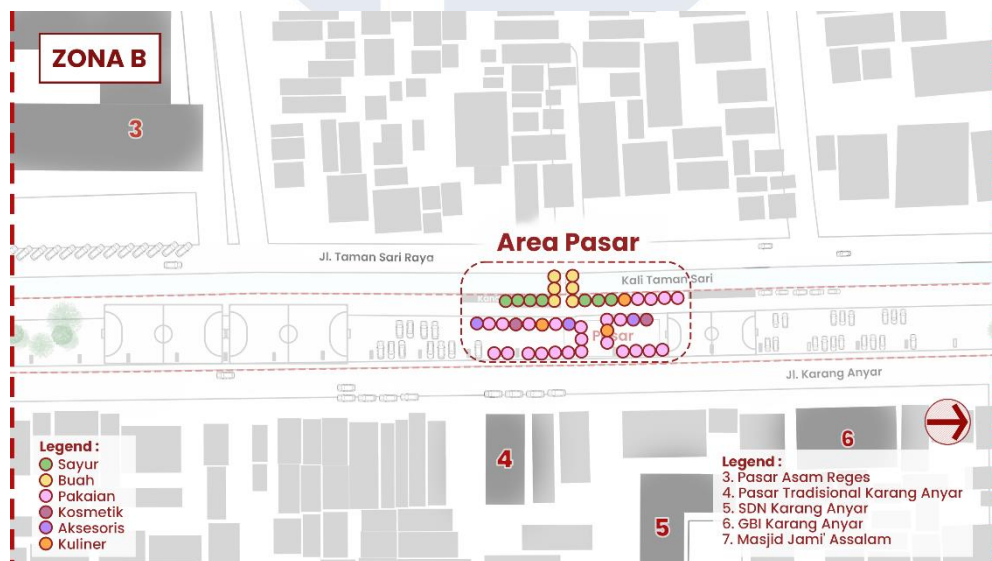 ZONA B
3
Area Pasar
Jl. Taman Sari Raya
Kali Taman Sari
Pasar
Jl. Karang Anyar
4
5
6
Legend :
Sayur
Buah
Pakaian
Kosmetik
Aksesoris
Kuliner
Legend :
3. Pasar Asam Reges
4. Pasar Tradisional Karang Anyar
5. SDN Karang Anyar
6. GBI Karang Anyar
7. Masjid Jami' Assalam